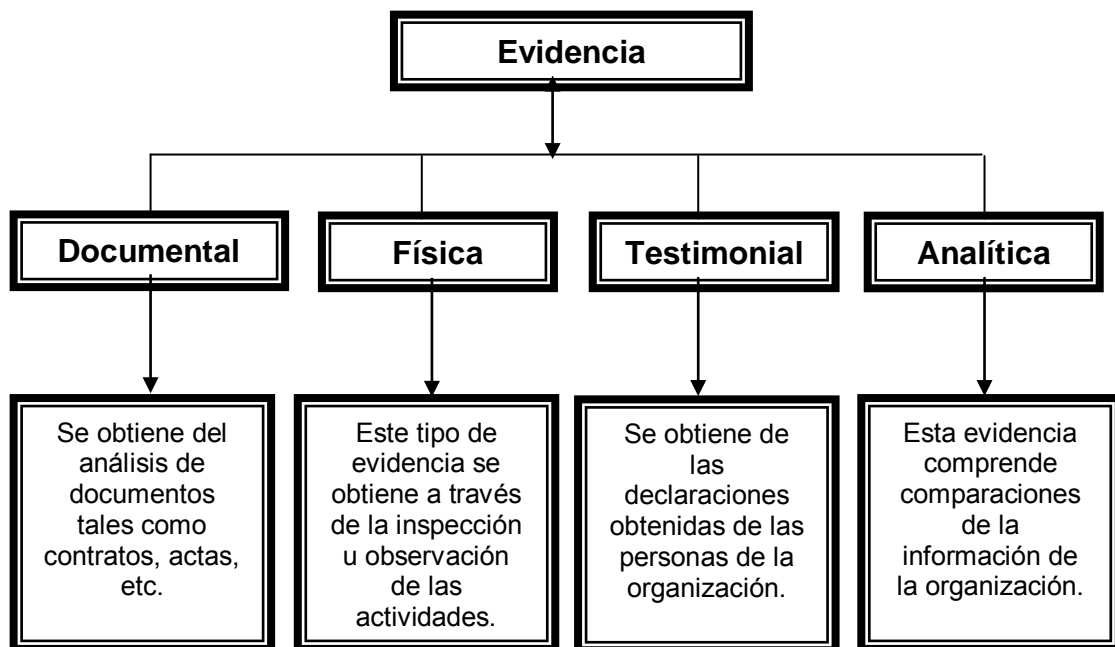 Evidencia
Documental
Física
Testimonial
Analítica
Se obtiene del
análisis de
documentos
tales como
contratos, actas,
etc.
Este tipo de
evidencia se
obtiene a través
de la inspección
u observación
de las
actividades.
Se obtiene de
las
declaraciones
obtenidas de las
personas de la
organización.
Esta evidencia
comprende
comparaciones
de la
información de
la organización.